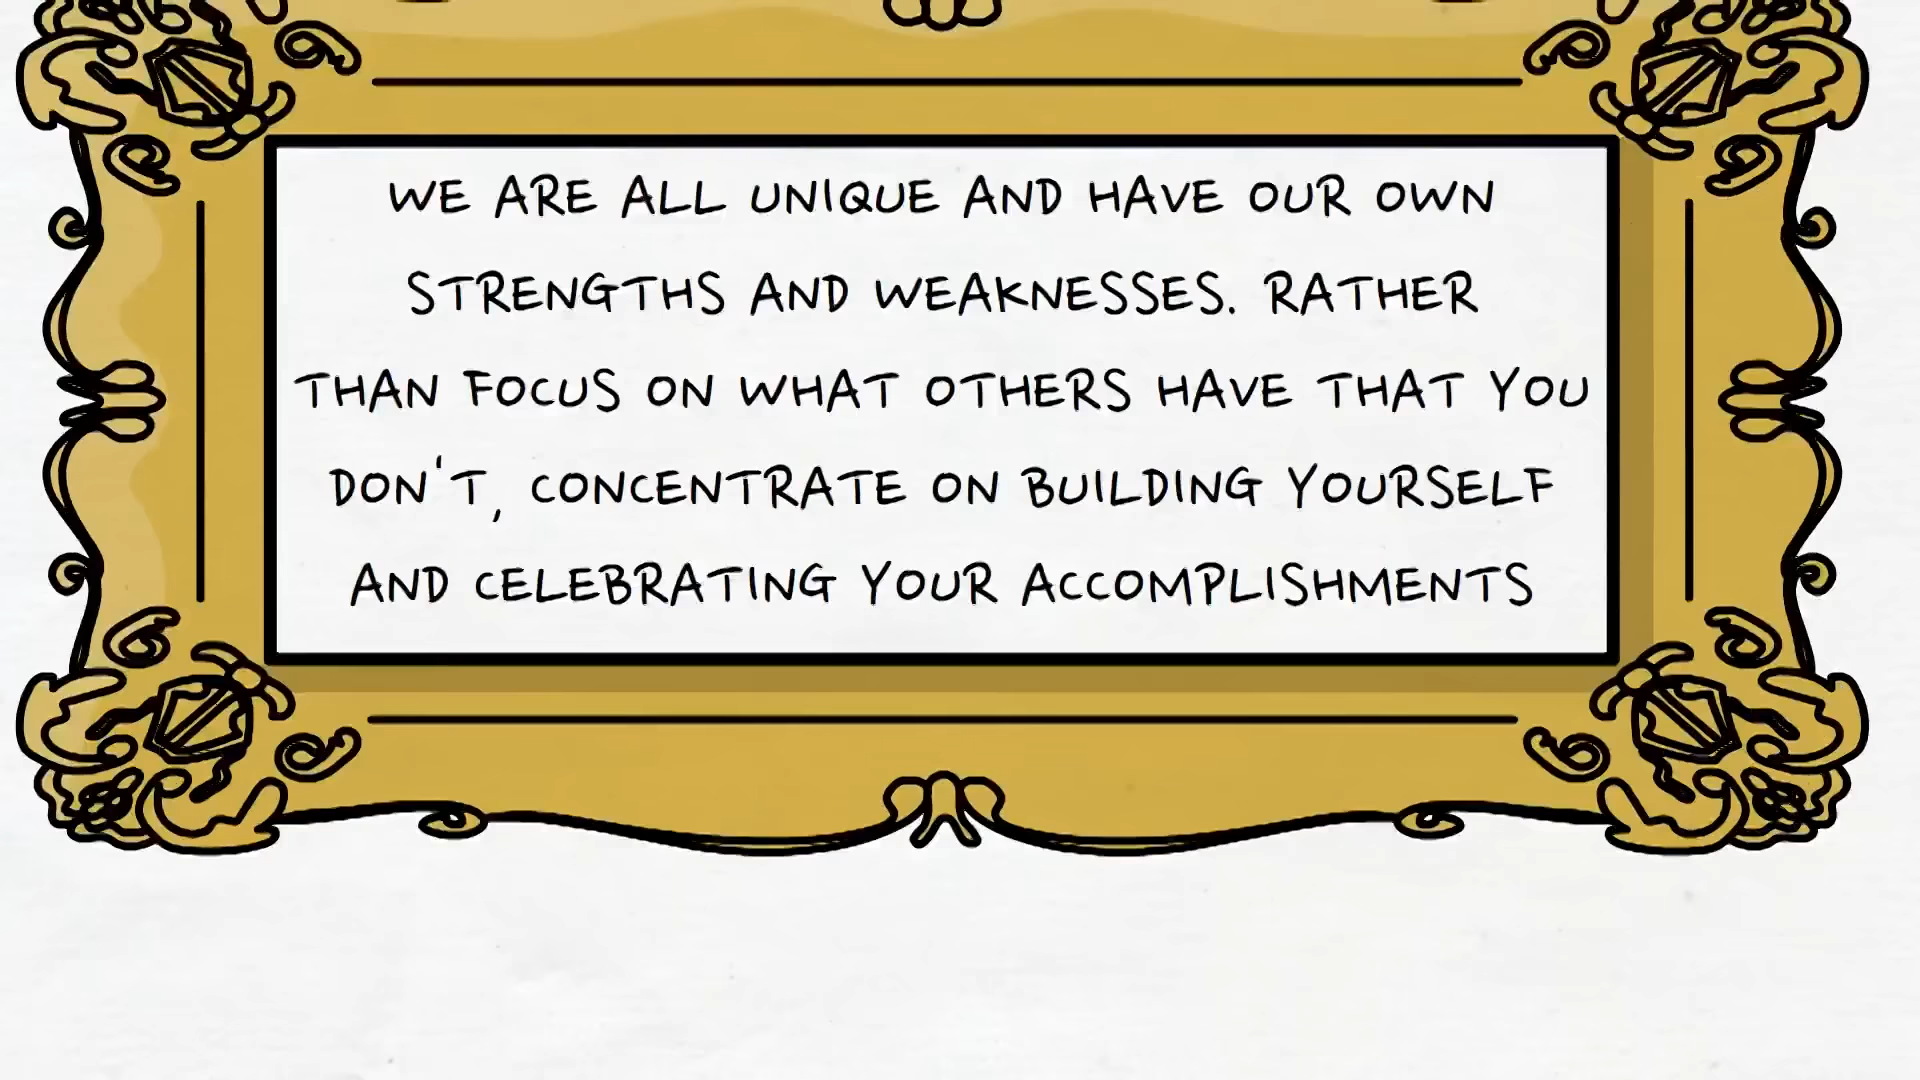 WE ARE ALL UNIQUE AND HAVE OUR OWN
STRENGTHS AND WEAKNESSES. RATHER
THAN FOCUS ON WHAT OTHERS HAVE THAT YOU
DON'T, CONCENTRATE ON BUILDING YOURSELF
AND CELEBRATING YOUR ACCOMPLISHMENTS